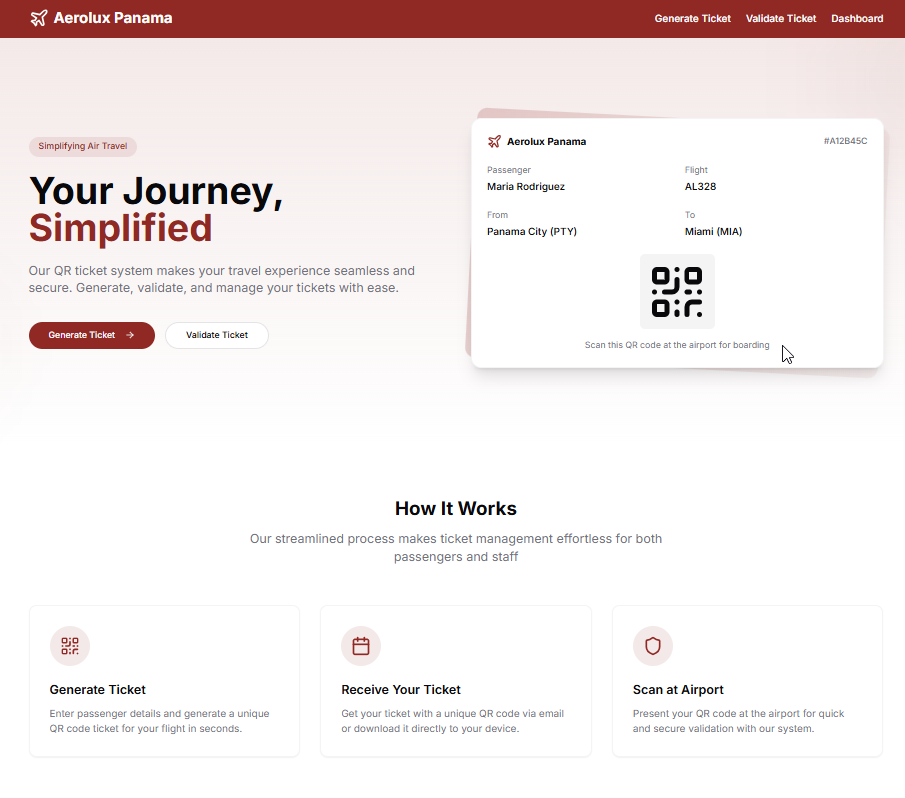 Aerolux Panama
Generate Ticket
Validate Ticket
Dashboard
Simplifying Air Travel
Your Journey,
Simplified
Our QR ticket system makes your travel experience seamless and
secure. Generate, validate, and manage your tickets with ease.
Generate Ticket
Validate Ticket
Aerolux Panama
#A12B45C
Passenger
Maria Rodriguez
Flight
AL328
From
Panama City (PTY)
To
Miami (MIA)
Scan this QR code at the airport for boarding
How It Works
Our streamlined process makes ticket management effortless for both
passengers and staff
Generate Ticket
Enter passenger details and generate a unique
QR code ticket for your flight in seconds.
Receive Your Ticket
Get your ticket with a unique QR code via email
or download it directly to your device.
Scan at Airport
Present your QR code at the airport for quick
and secure validation with our system.